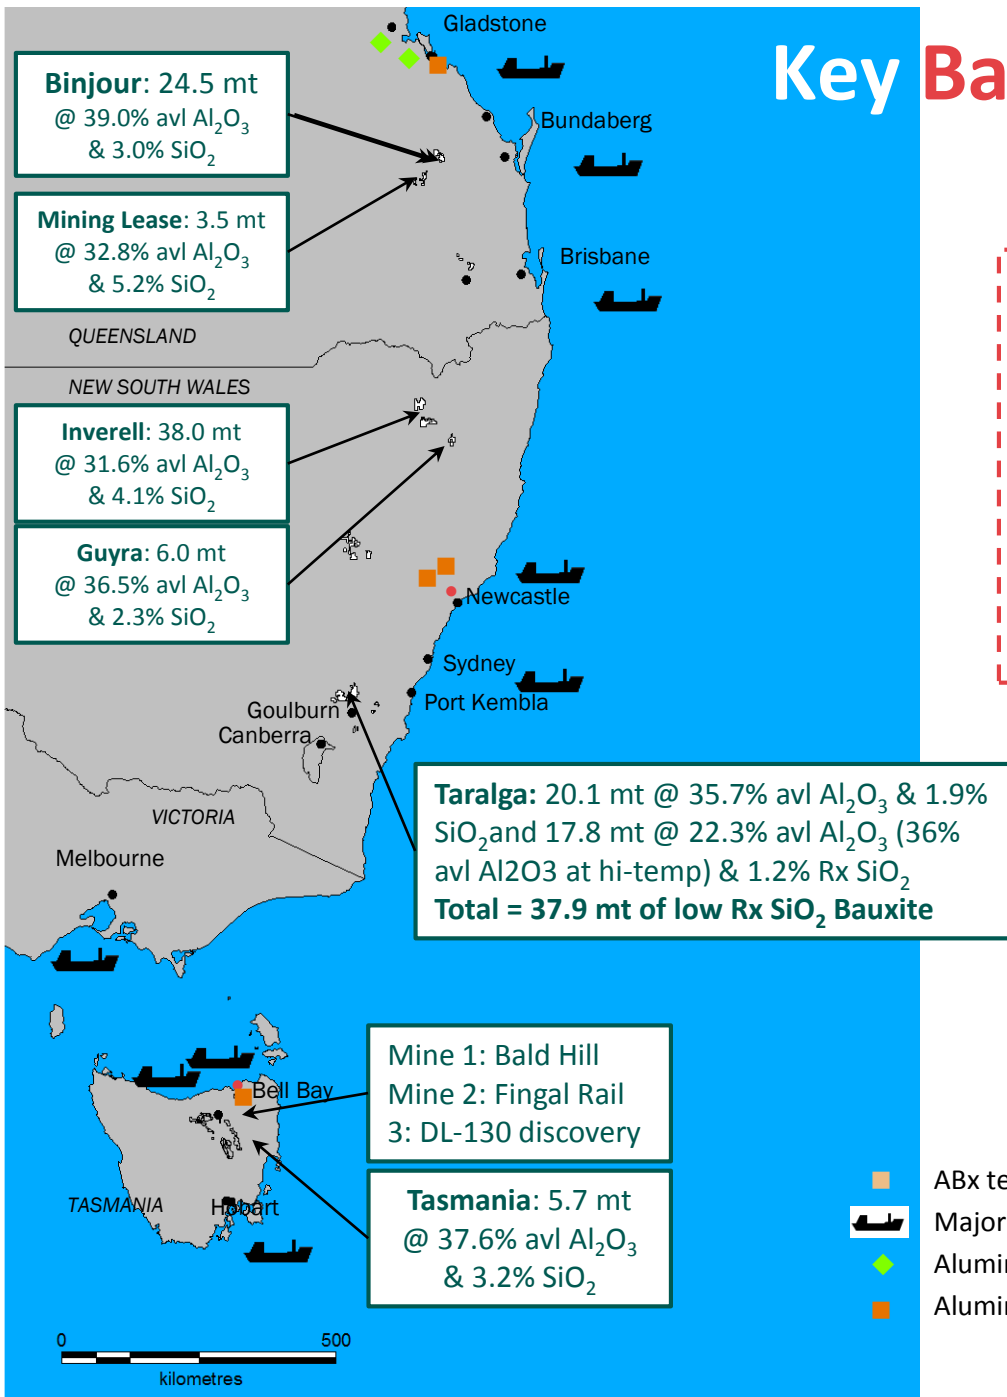 Key Ba
Gladstone
Binjour: 24.5 mt
@ 39.0% avl Al₂O₃
& 3.0% SiO₂
Bundaberg
Mining Lease: 3.5 mt
@ 32.8% avl Al₂O₃
& 5.2% SiO₂
Brisbane
QUEENSLAND
NEW SOUTH WALES
Inverell: 38.0 mt
@ 31.6% avl Al₂O₃
& 4.1% SiO₂
Guyra: 6.0 mt
@ 36.5% avl Al₂O₃
& 2.3% SiO₂
Newcastle
Sydney
Port Kembla
Goulburn
Canberra
Taralga: 20.1 mt @ 35.7% avl Al₂O₃ & 1.9%
SiO₂and 17.8 mt @ 22.3% avl Al₂O₃ (36%
avl Al2O3 at hi-temp) & 1.2% Rx SiO₂
Total = 37.9 mt of low Rx SiO₂ Bauxite
VICTORIA
Melbourne
Mine 1: Bald Hill
Mine 2: Fingal Rail
3: DL-130 discovery
Bell Bay
TASMANIA
Hobart
Tasmania: 5.7 mt
@ 37.6% avl Al₂O₃
& 3.2% SiO₂
ABx te
Major
Alumi
Alumi
0 500
kilometres